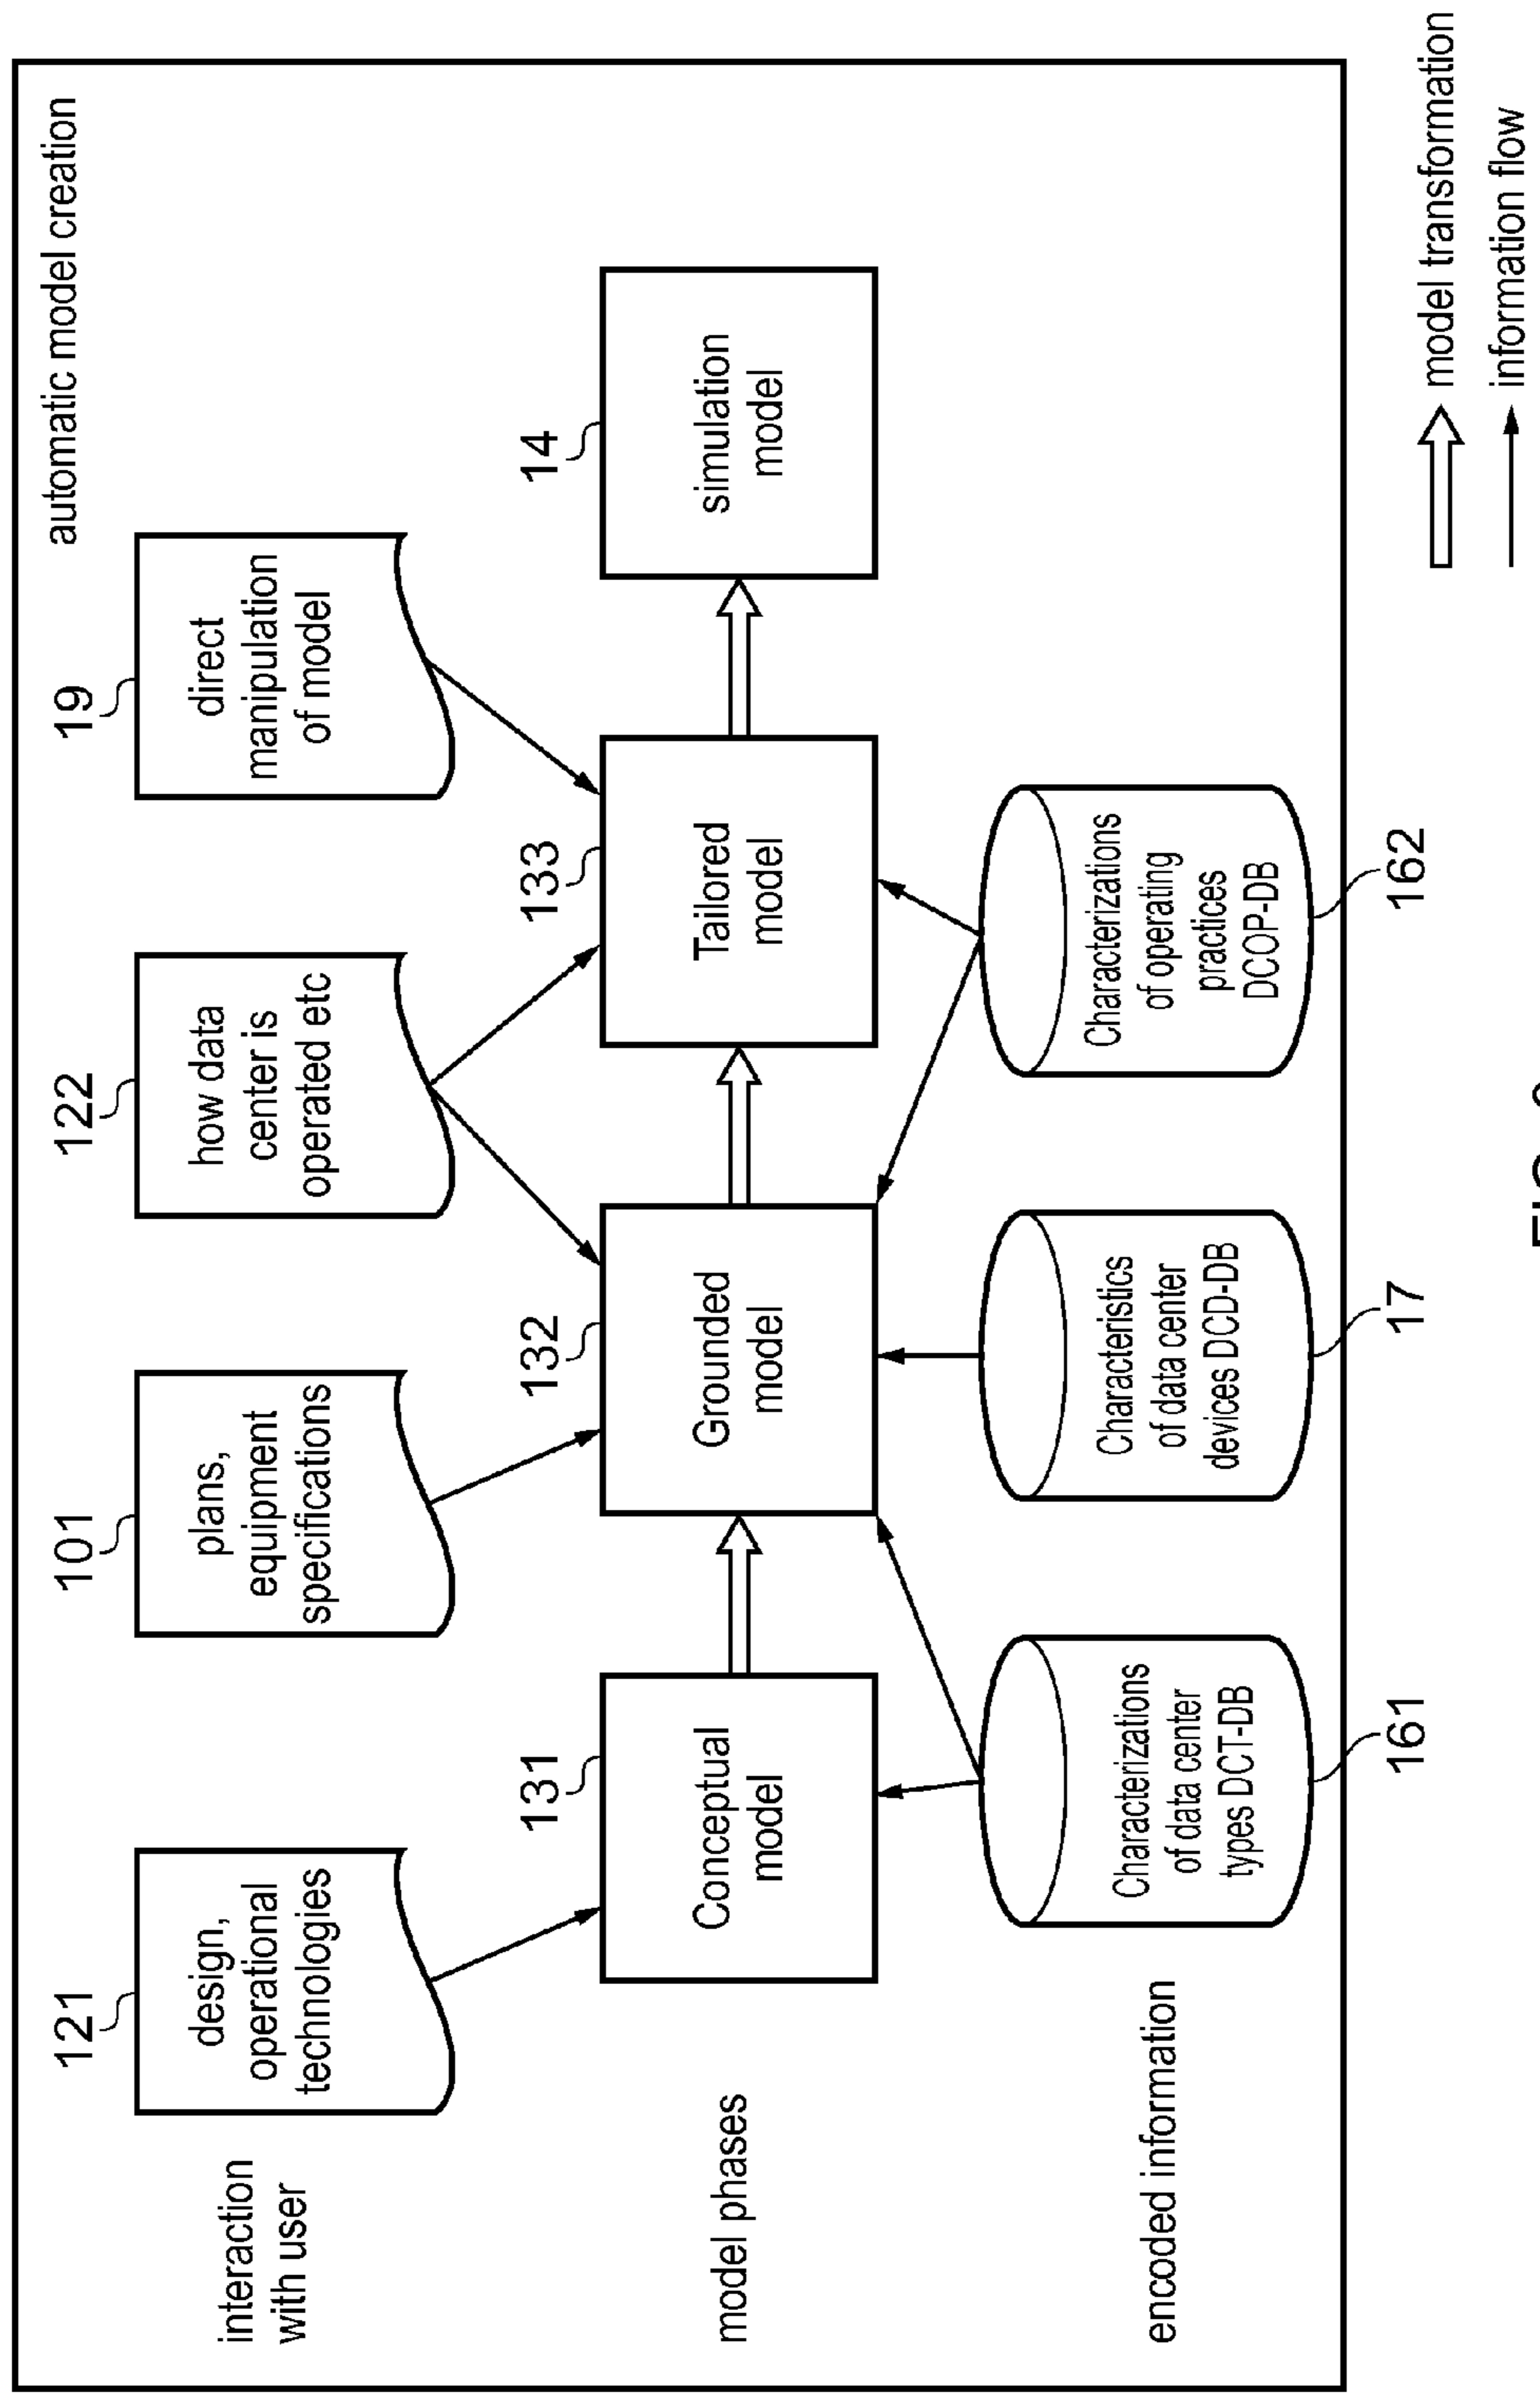 automatic model creation
interaction
with user
121
design,
operational
technologies
101
plans,
equipment
specifications
122
how data
center is
operated etc
19
direct
manipulation
of model
model phases
131
Conceptual
model
132
Grounded
model
133
Tailored
model
14
simulation
model
encoded information
Characterizations
of data center
types DCT-DB
161
Characteristics
of data center
devices DCD-DB
17
Characterizations
of operating
practices
DCOP-DB
162
model transformation
information flow